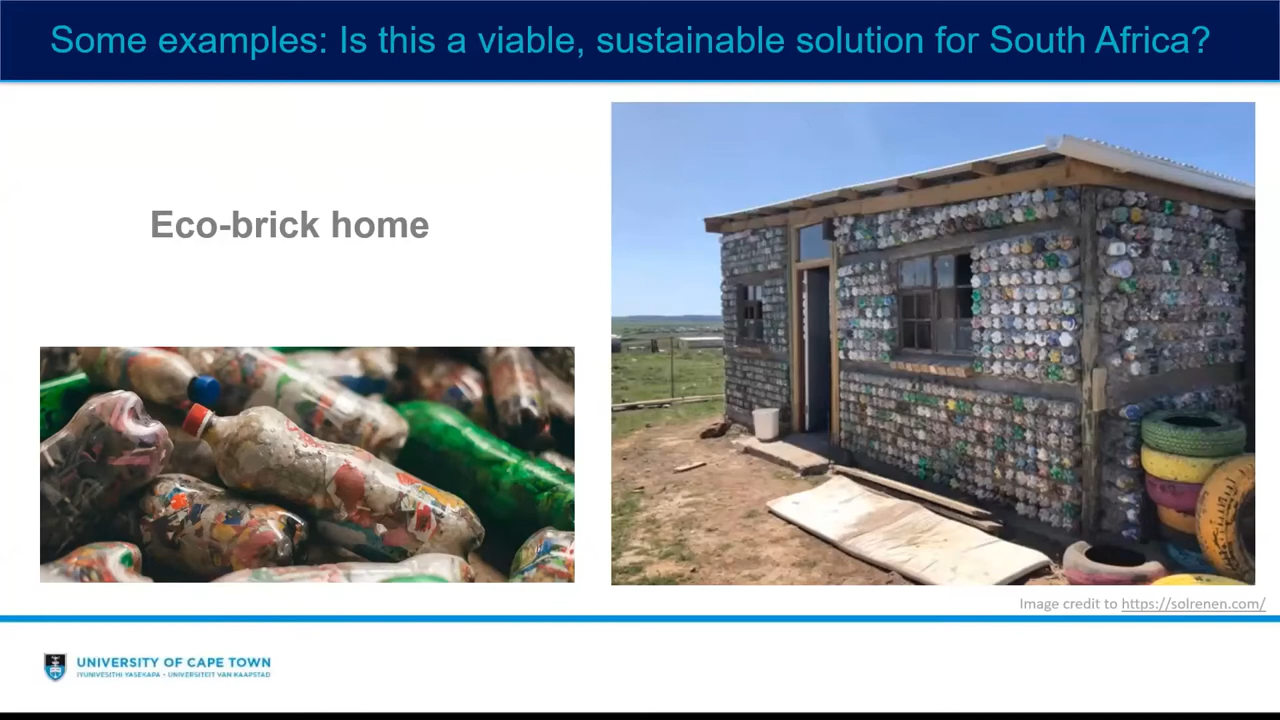 Some examples: Is this a viable, sustainable solution for South Africa?
Eco-brick home
Image credit to https://solrenen.com/
UNIVERSITY OF CAPE TOWN
IYUNIVESITHI YASEKAPA • UNIVERSITEIT VAN KAAPSTAD